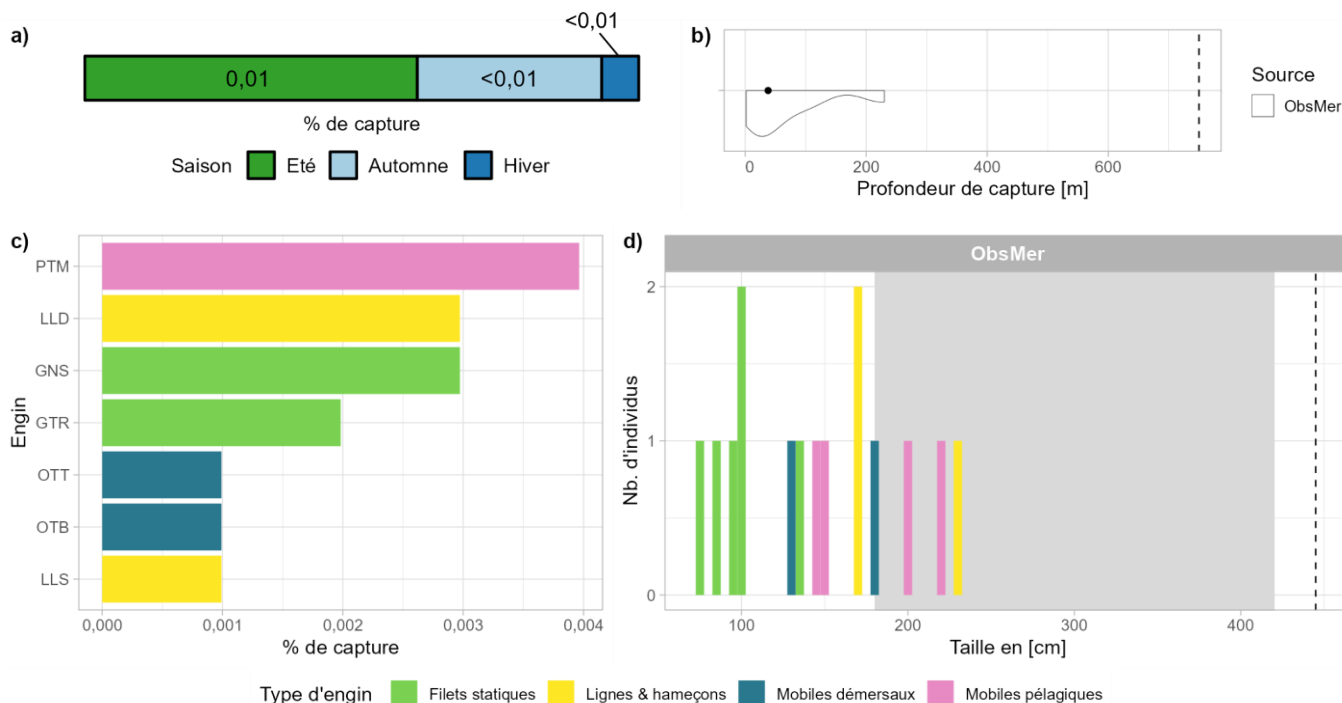 a)
<0,01
0,01
<0,01
% de capture
Saison Eté Automne Hiver
b)
0 200 400 600
Profondeur de capture [m]
Source
ObsMer
c)
Engin
PTM
LLD
GNS
GTR
OTT
OTB
LLS
0,000 0,001 0,002 0,003 0,004
% de capture
d)
ObsMer
Nb. d'individus
2
1
0
100 200 300 400
Taille en [cm]
Type d'engin Filets statiques Lignes & hameçons Mobiles démersaux Mobiles pélagiques